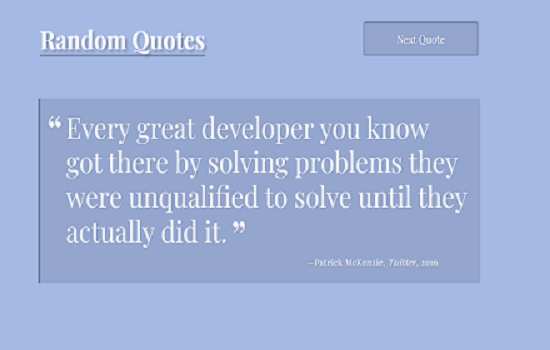 Random Quotes
Next Quote
“Every great developer you know
got there by solving problems they
were unqualified to solve until they
actually did it.”
—Patrick McKenzie, Twitter, 2016